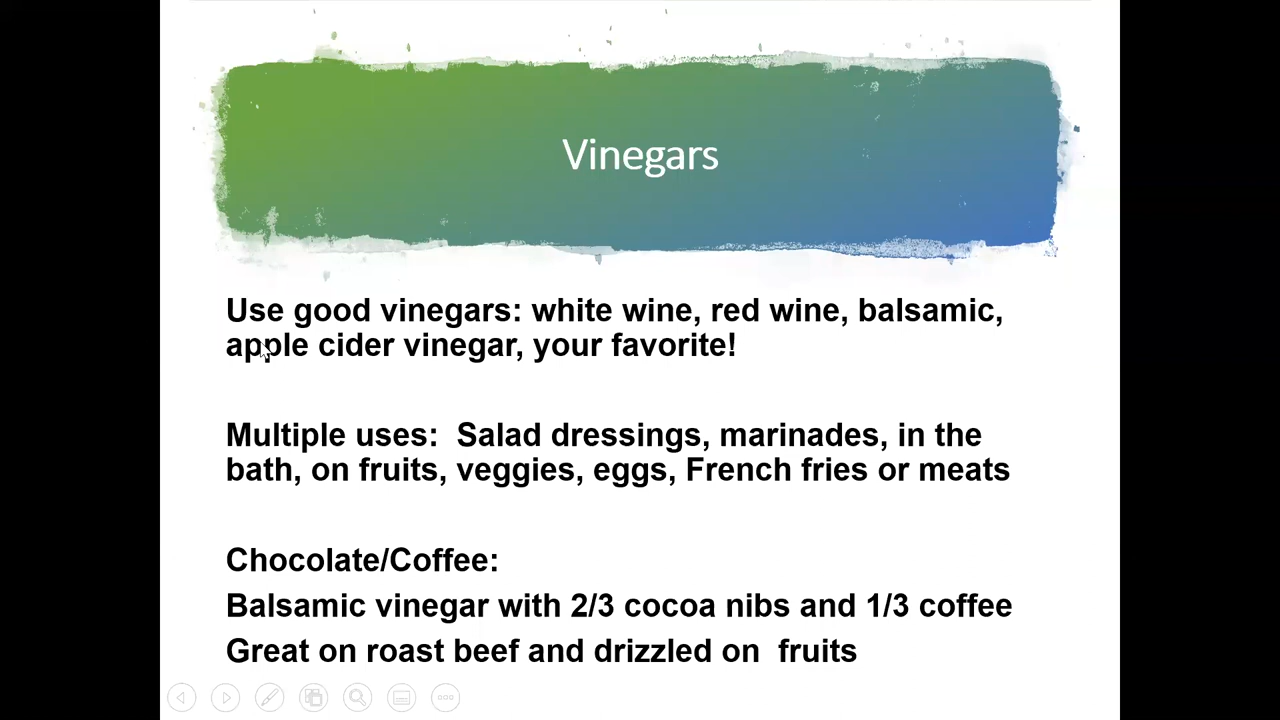 Vinegars
Use good vinegars: white wine, red wine, balsamic,
apple cider vinegar, your favorite!
Multiple uses:  Salad dressings, marinades, in the
bath, on fruits, veggies, eggs, French fries or meats
Chocolate/Coffee:
Balsamic vinegar with 2/3 cocoa nibs and 1/3 coffee
Great on roast beef and drizzled on  fruits